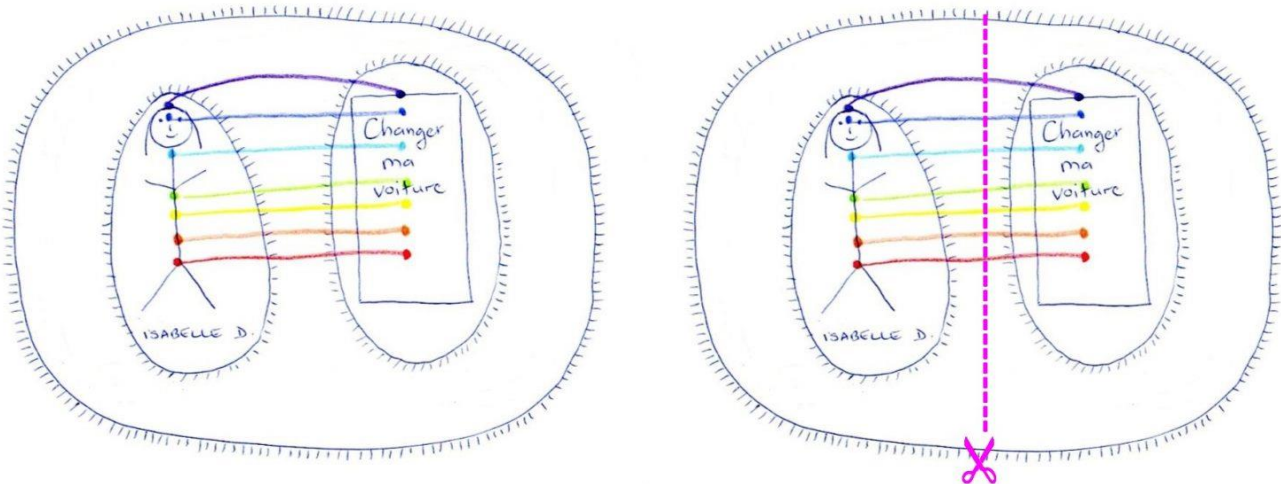 Changer
ma
voiture
ISABELLE D.
Changer
ma
voiture
ISABELLE D.